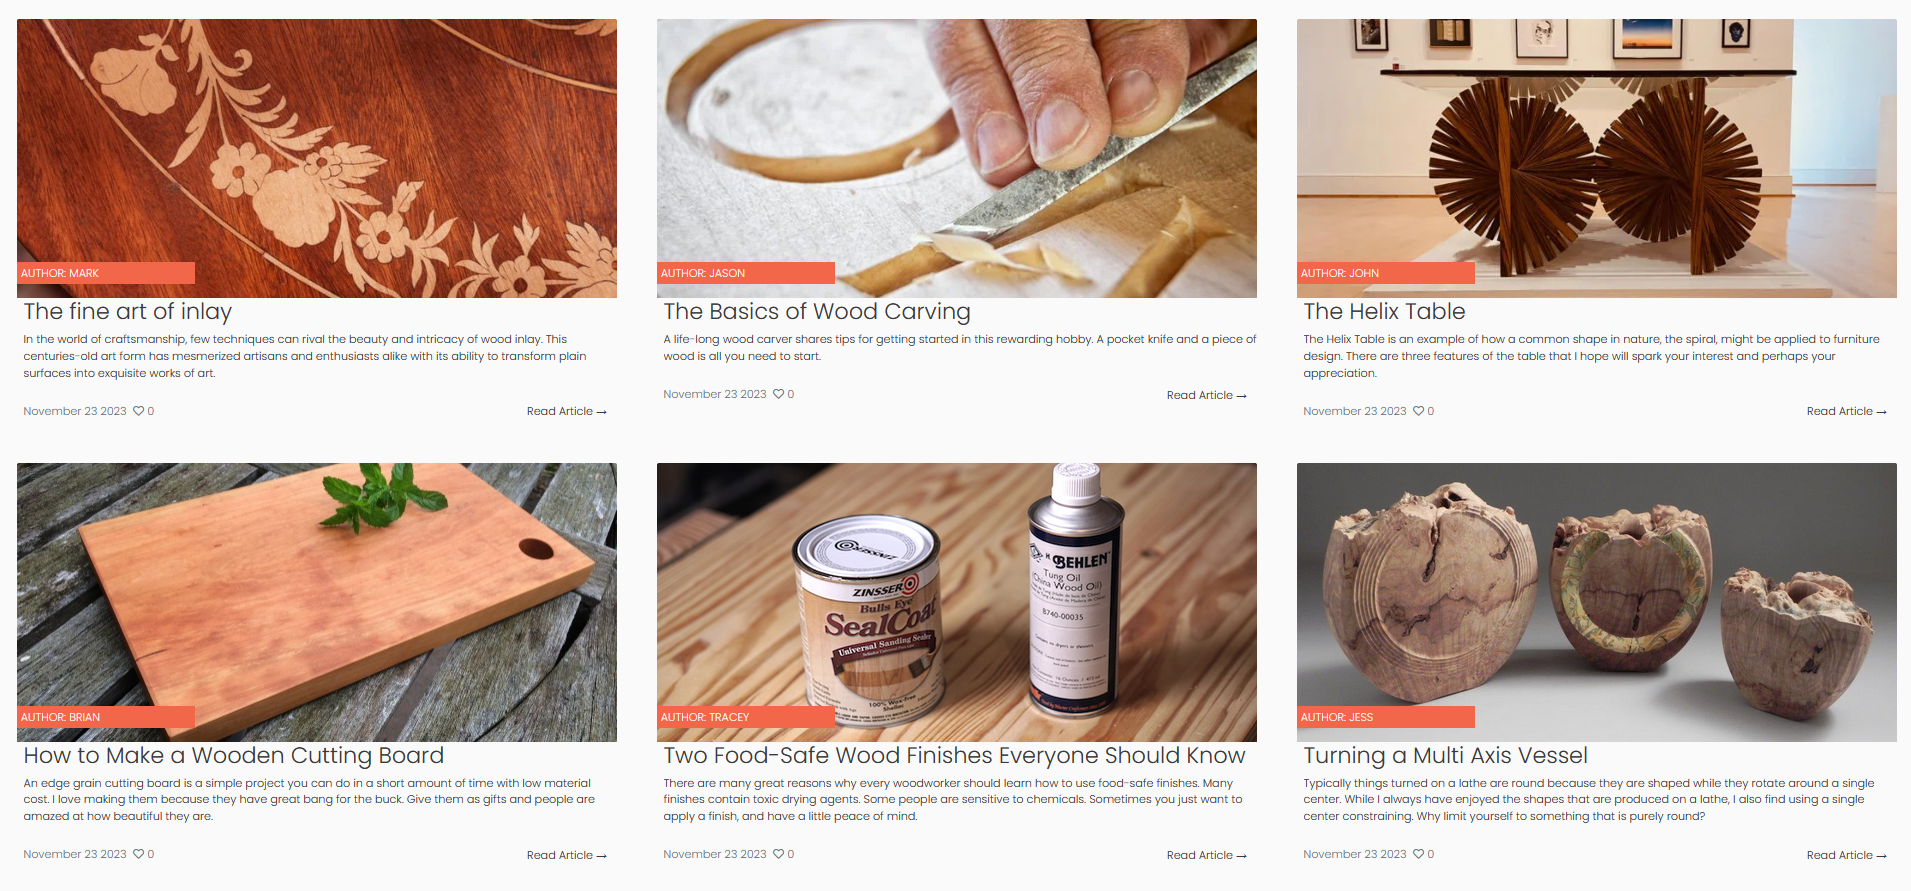 AUTHOR: MARK
The fine art of inlay
In the world of craftsmanship, few techniques can rival the beauty and intricacy of wood inlay. This
centuries-old art form has mesmerized artisans and enthusiasts alike with its ability to transform plain
surfaces into exquisite works of art.
November 23 2023 ♡ 0
Read Article →
AUTHOR: JASON
The Basics of Wood Carving
A life-long wood carver shares tips for getting started in this rewarding hobby. A pocket knife and a piece of
wood is all you need to start.
November 23 2023 ♡ 0
Read Article →
AUTHOR: JOHN
The Helix Table
The Helix Table is an example of how a common shape in nature, the spiral, might be applied to furniture
design. There are three features of the table that I hope will spark your interest and perhaps your
appreciation.
November 23 2023 ♡ 0
Read Article →
AUTHOR: BRIAN
How to Make a Wooden Cutting Board
An edge grain cutting board is a simple project you can do in a short amount of time with low material
cost. I love making them because they have great bang for the buck. Give them as gifts and people are
amazed at how beautiful they are.
November 23 2023 ♡ 0
Read Article →
ZINSSER
ZINSSER
Bulls Eye
SealCoat
Universal Sanding Sealer
100% Wax-Free
Shellac
H. BEHLEN
Tung Oil
(China Wood Oil)
B740-00035
AUTHOR: TRACEY
Two Food-Safe Wood Finishes Everyone Should Know
There are many great reasons why every woodworker should learn how to use food-safe finishes. Many
finishes contain toxic drying agents. Some people are sensitive to chemicals. Sometimes you just want to
apply a finish, and have a little peace of mind.
November 23 2023 ♡ 0
Read Article →
AUTHOR: JESS
Turning a Multi Axis Vessel
Typically things turned on a lathe are round because they are shaped while they rotate around a single
center. While I always have enjoyed the shapes that are produced on a lathe, I also find using a single
center constraining. Why limit yourself to something that is purely round?
November 23 2023 ♡ 0
Read Article →